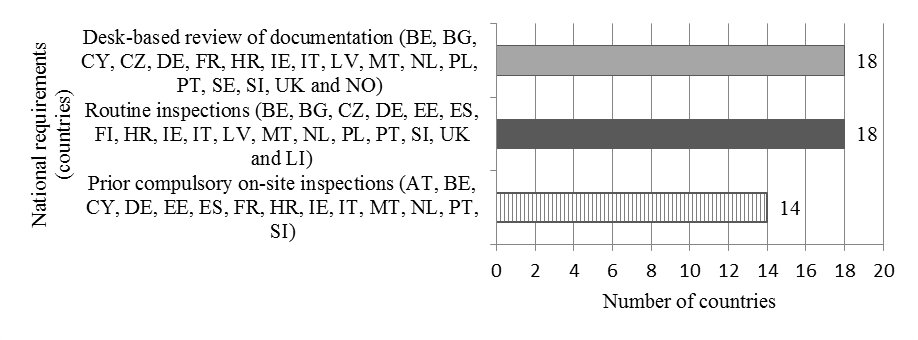 National requirements
(countries)
Desk-based review of documentation (BE, BG,
CY, CZ, DE, FR, HR, IE, IT, LV, MT, NL, PL,
PT, SE, SI, UK and NO)
18
Routine inspections (BE, BG, CZ, DE, EE, ES,
FI, HR, IE, IT, LV, MT, NL, PL, PT, SI, UK
and LI)
18
Prior compulsory on-site inspections (AT, BE,
CY, DE, EE, ES, FR, HR, IE, IT, MT, NL, PT,
SI)
14
0 2 4 6 8 10 12 14 16 18 20
Number of countries